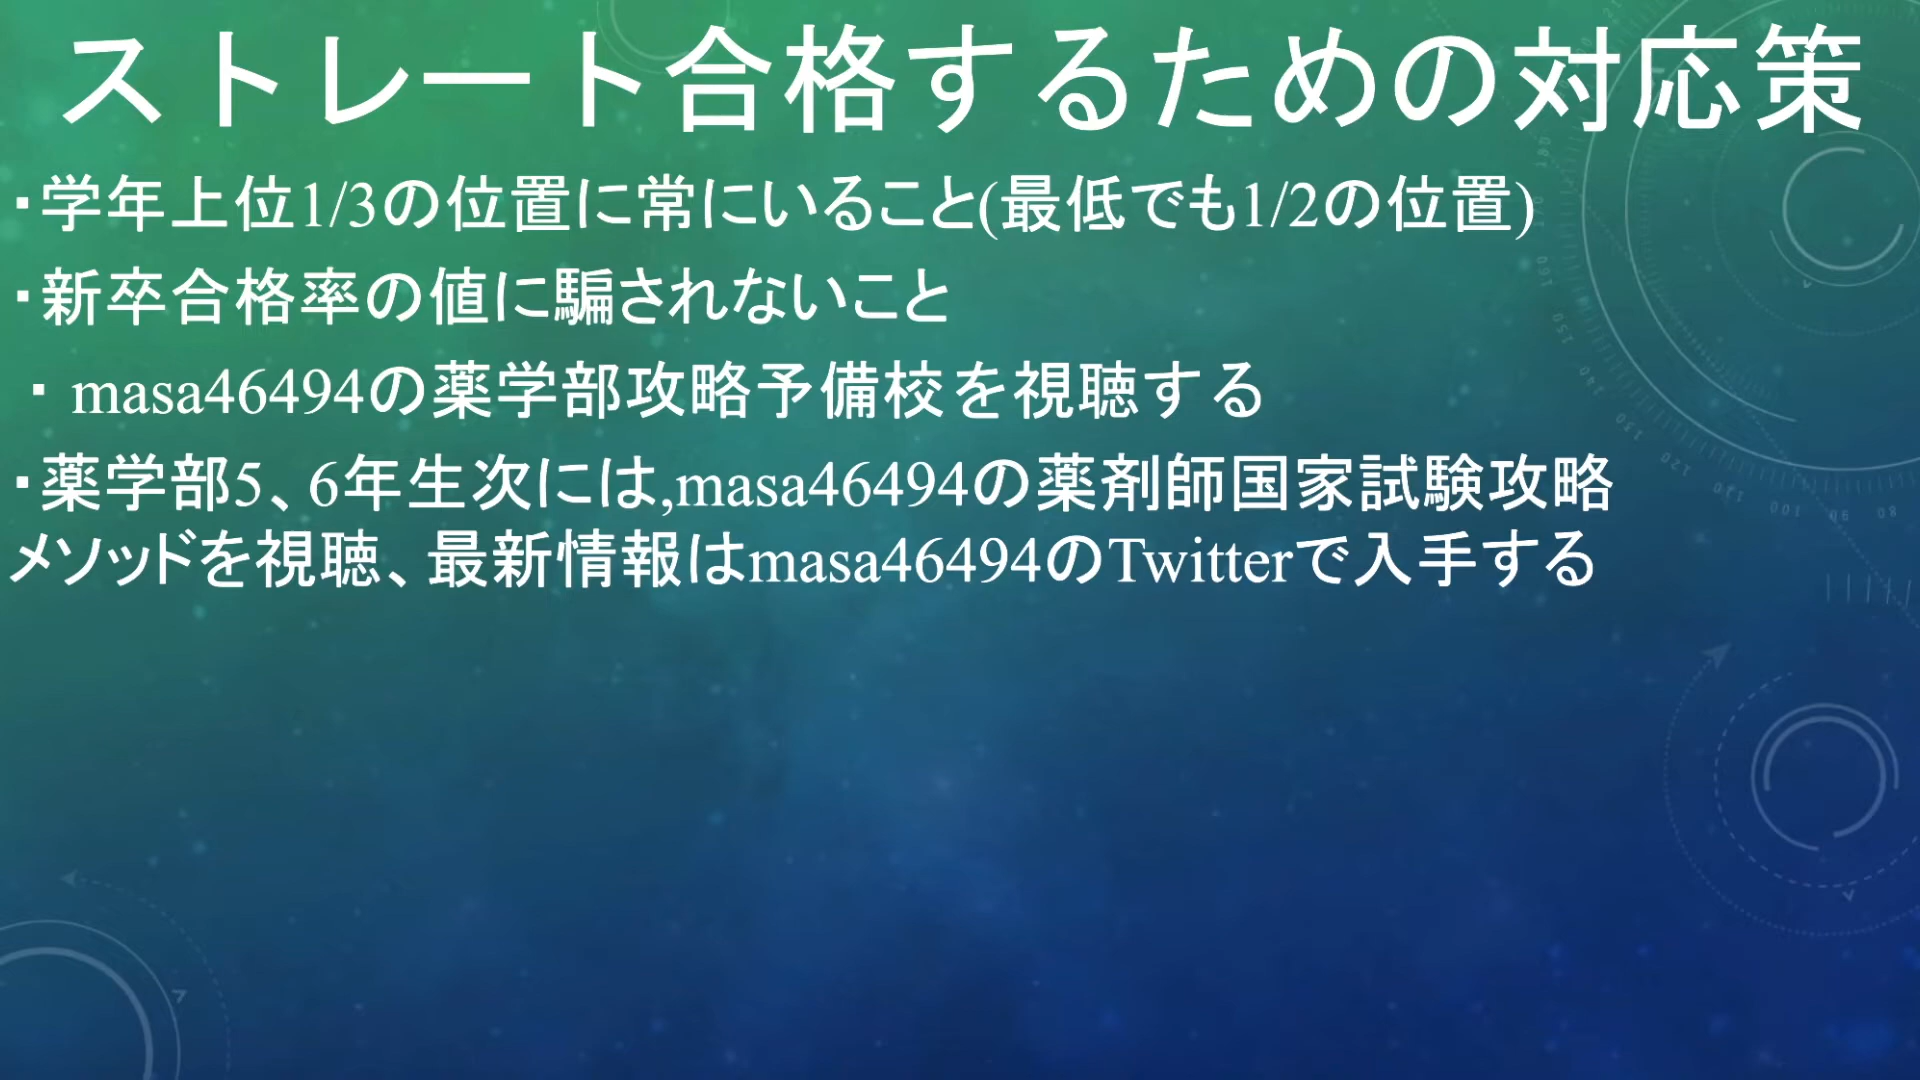 ストレート合格するための対応策
・学年上位1/3の位置に常にいること(最低でも1/2の位置)
・新卒合格率の値に騙されないこと
・masa46494の薬学部攻略予備校を視聴する
・薬学部5、6年生次には,masa46494の薬剤師国家試験攻略
メソッドを視聴、最新情報はmasa46494のTwitterで入手する